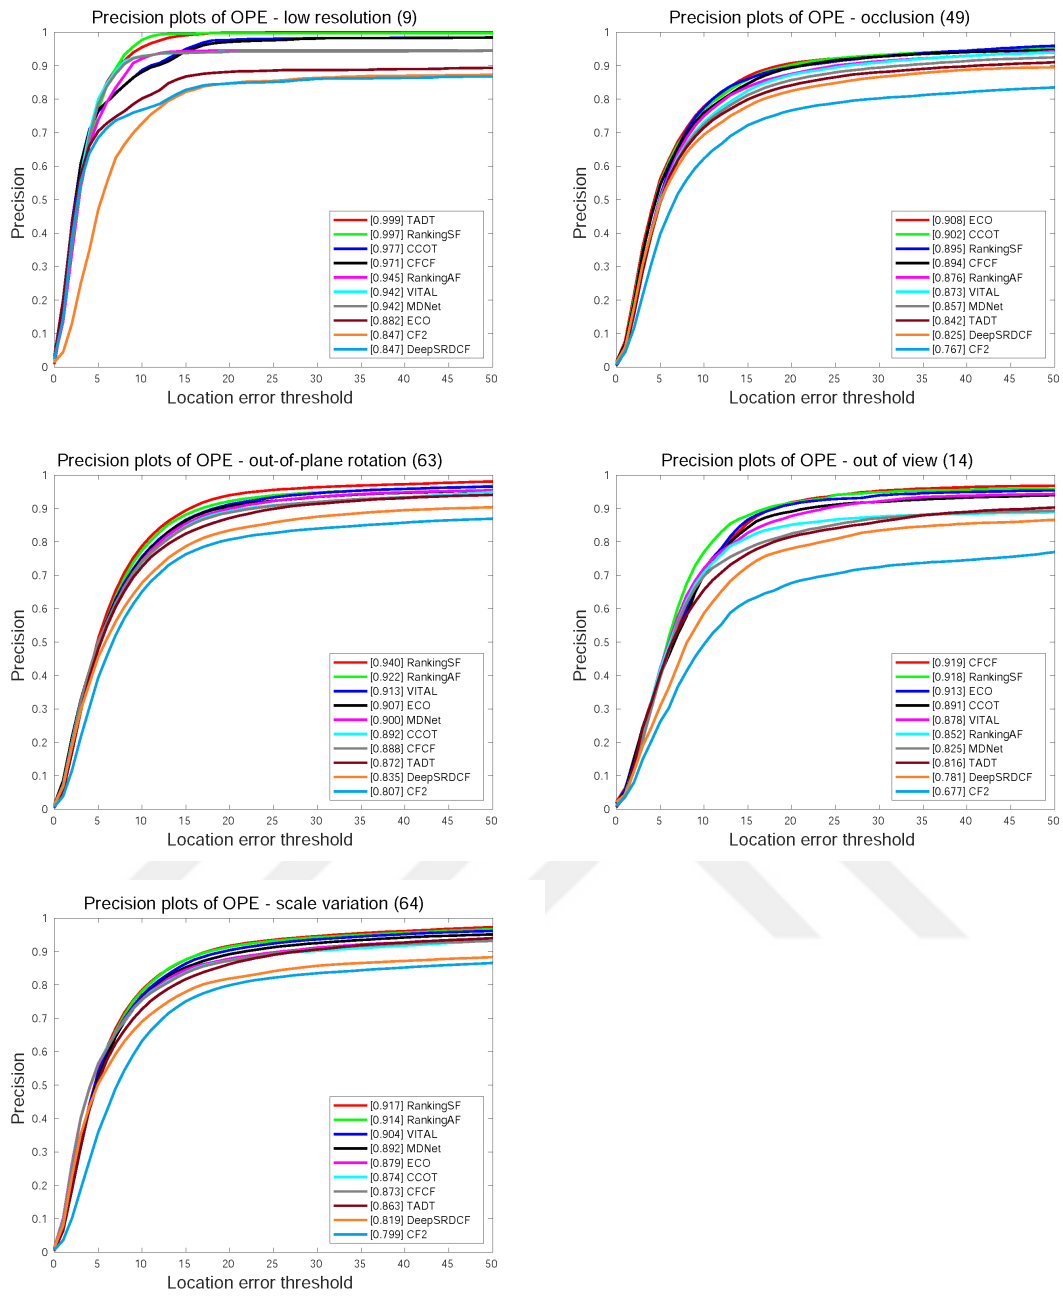 Precision plots of OPE - low resolution (9)
Precision
1
0.9
0.8
0.7
0.6
0.5
0.4
0.3
0.2
0.1
0
[0.999] TADT
[0.997] RankingSF
[0.977] CCOT
[0.971] CFCF
[0.945] RankingAF
[0.942] VITAL
[0.942] MDNet
[0.882] ECO
[0.847] CF2
[0.847] DeepSRDCF
0 5 10 15 20 25 30 35 40 45 50
Location error threshold
Precision plots of OPE - occlusion (49)
Precision
1
0.9
0.8
0.7
0.6
0.5
0.4
0.3
0.2
0.1
0
[0.908] ECO
[0.902] CCOT
[0.895] RankingSF
[0.894] CFCF
[0.876] RankingAF
[0.873] VITAL
[0.857] MDNet
[0.842] TADT
[0.825] DeepSRDCF
[0.767] CF2
0 5 10 15 20 25 30 35 40 45 50
Location error threshold
Precision plots of OPE - out-of-plane rotation (63)
Precision
1
0.9
0.8
0.7
0.6
0.5
0.4
0.3
0.2
0.1
0
[0.940] RankingSF
[0.922] RankingAF
[0.913] VITAL
[0.907] ECO
[0.900] MDNet
[0.892] CCOT
[0.888] CFCF
[0.872] TADT
[0.835] DeepSRDCF
[0.807] CF2
0 5 10 15 20 25 30 35 40 45 50
Location error threshold
Precision plots of OPE - out of view (14)
Precision
1
0.9
0.8
0.7
0.6
0.5
0.4
0.3
0.2
0.1
0
[0.919] CFCF
[0.918] RankingSF
[0.913] ECO
[0.891] CCOT
[0.878] VITAL
[0.852] RankingAF
[0.825] MDNet
[0.816] TADT
[0.781] DeepSRDCF
[0.677] CF2
0 5 10 15 20 25 30 35 40 45 50
Location error threshold
Precision plots of OPE - scale variation (64)
Precision
1
0.9
0.8
0.7
0.6
0.5
0.4
0.3
0.2
0.1
0
[0.917] RankingSF
[0.914] RankingAF
[0.904] VITAL
[0.892] MDNet
[0.879] ECO
[0.874] CCOT
[0.873] CFCF
[0.863] TADT
[0.819] DeepSRDCF
[0.799] CF2
0 5 10 15 20 25 30 35 40 45 50
Location error threshold